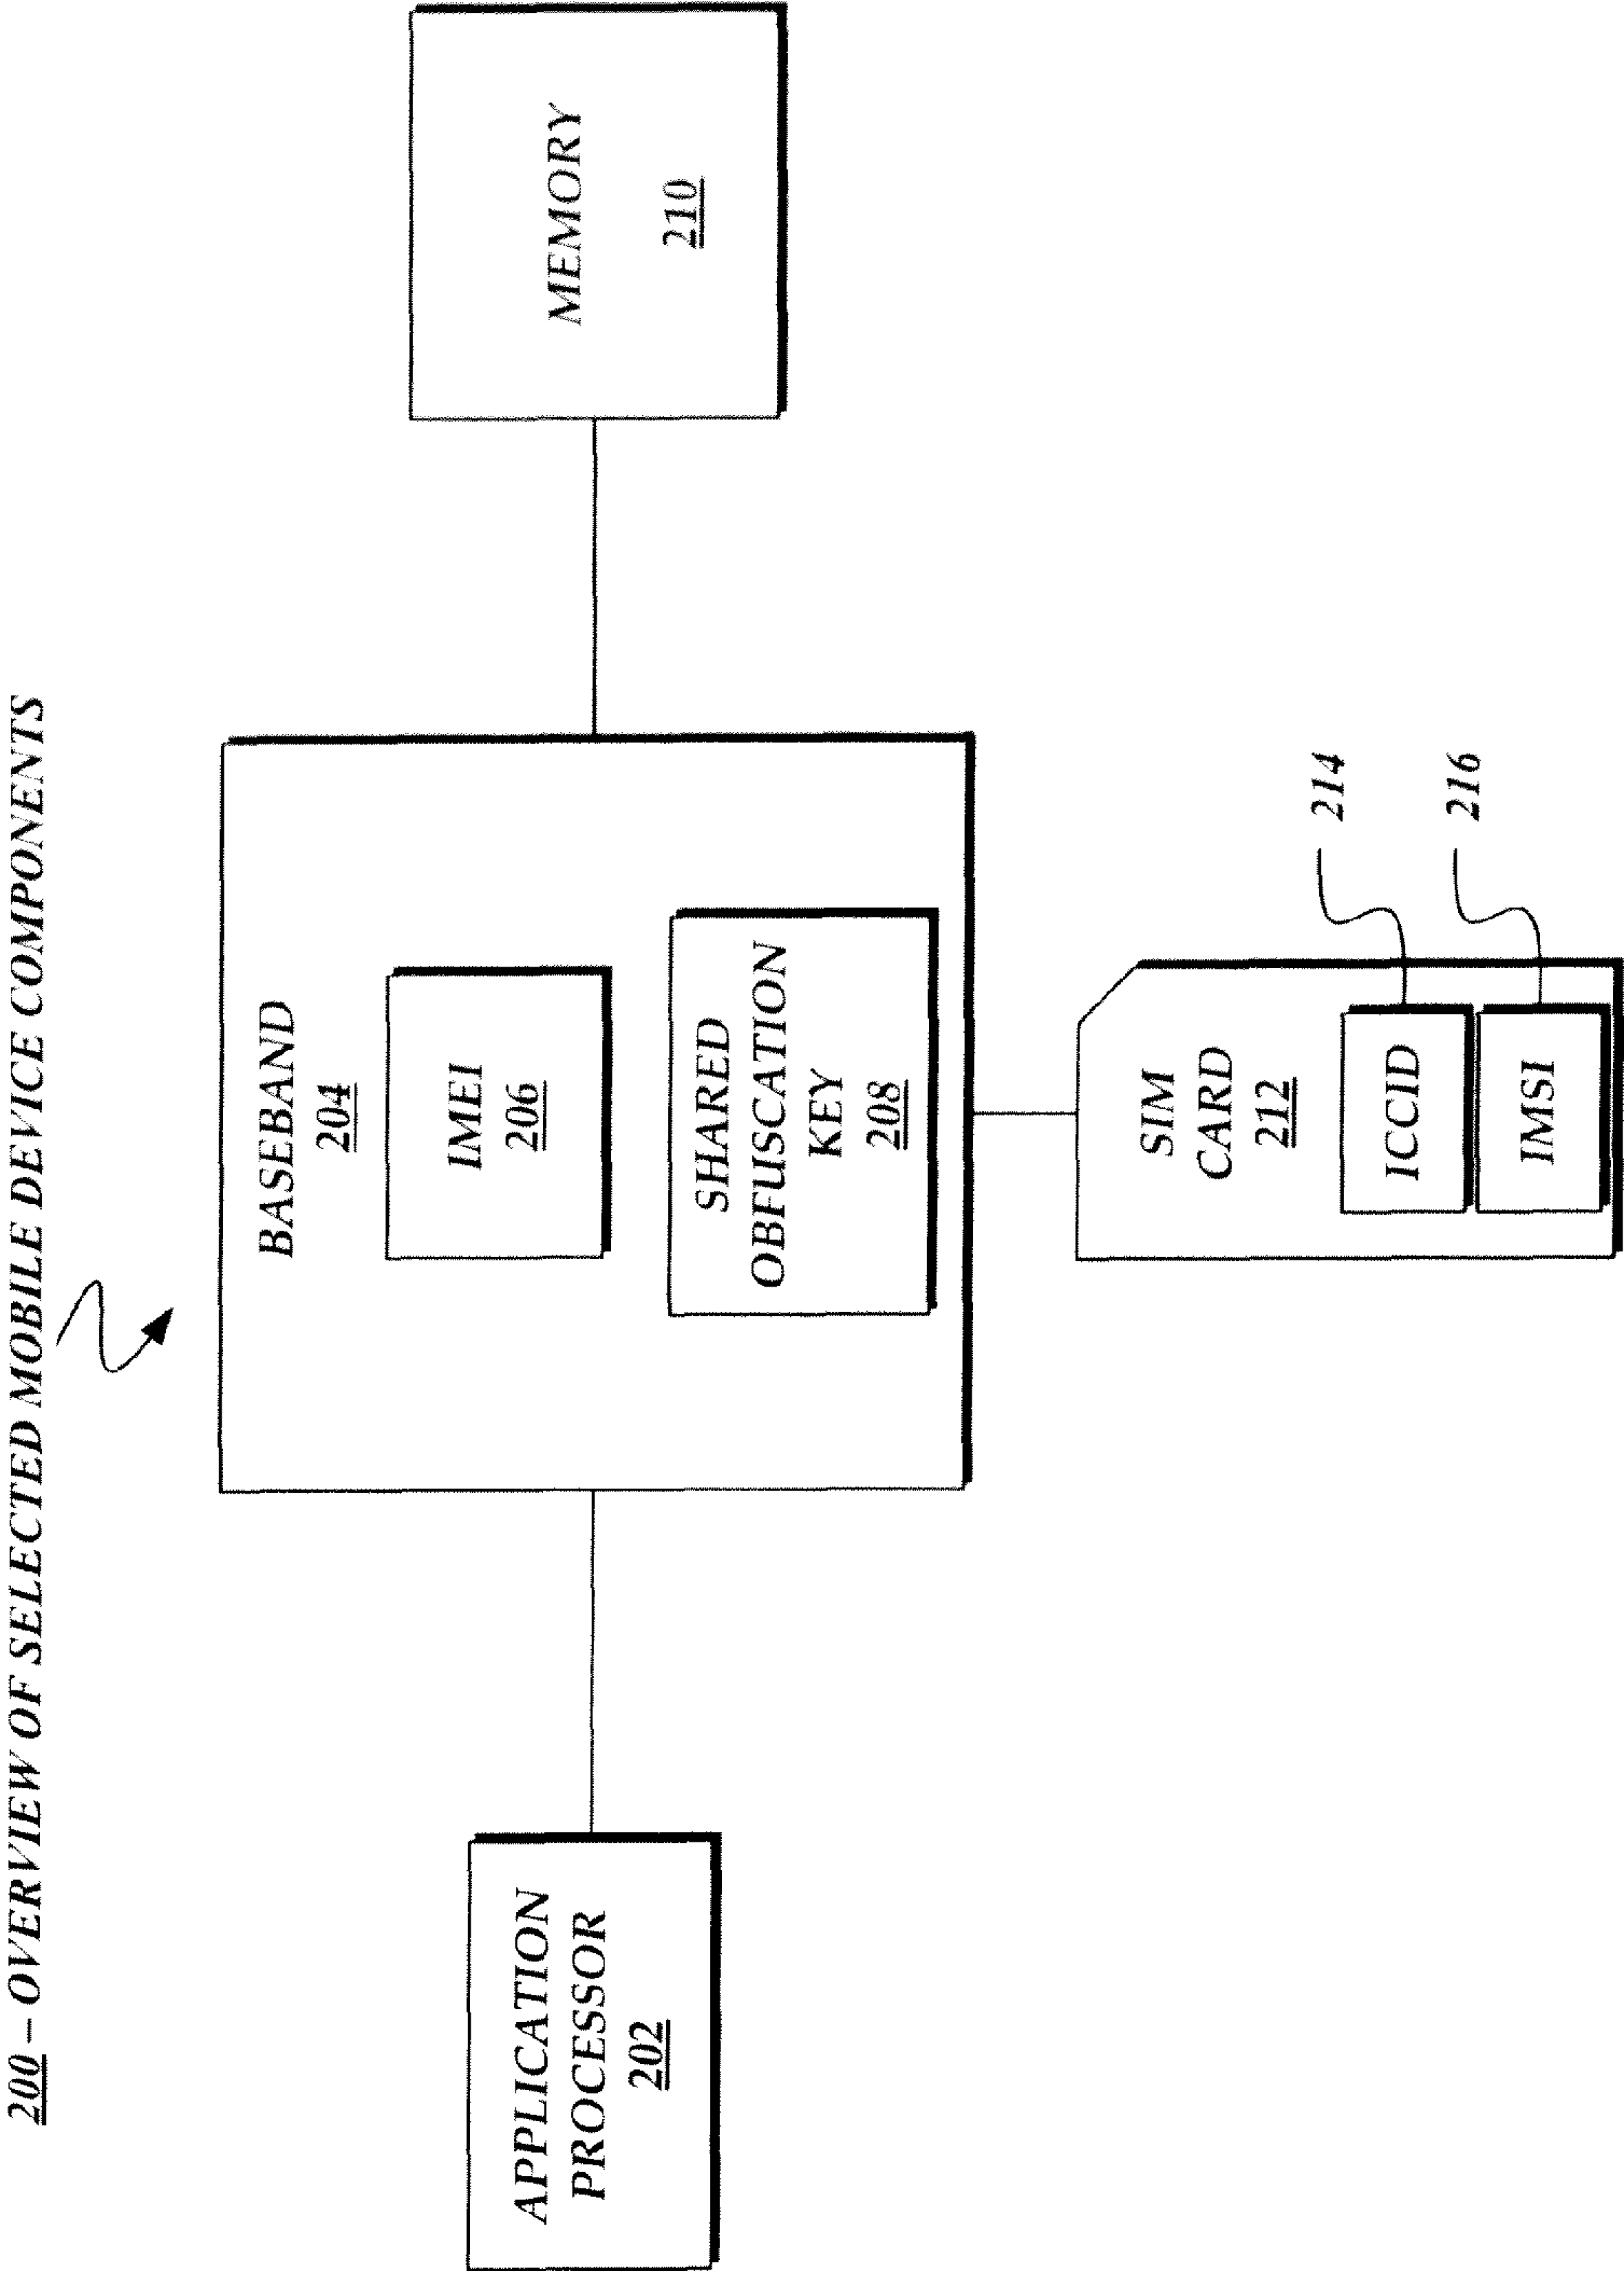 200 – OVERVIEW OF SELECTED MOBILE DEVICE COMPONENTS
APPLICATION
PROCESSOR
202
BASEBAND
204
IMEI
206
SHARED
OBFUSCATION
KEY
208
MEMORY
210
SIM
CARD
212
ICCID
214
IMSI
216